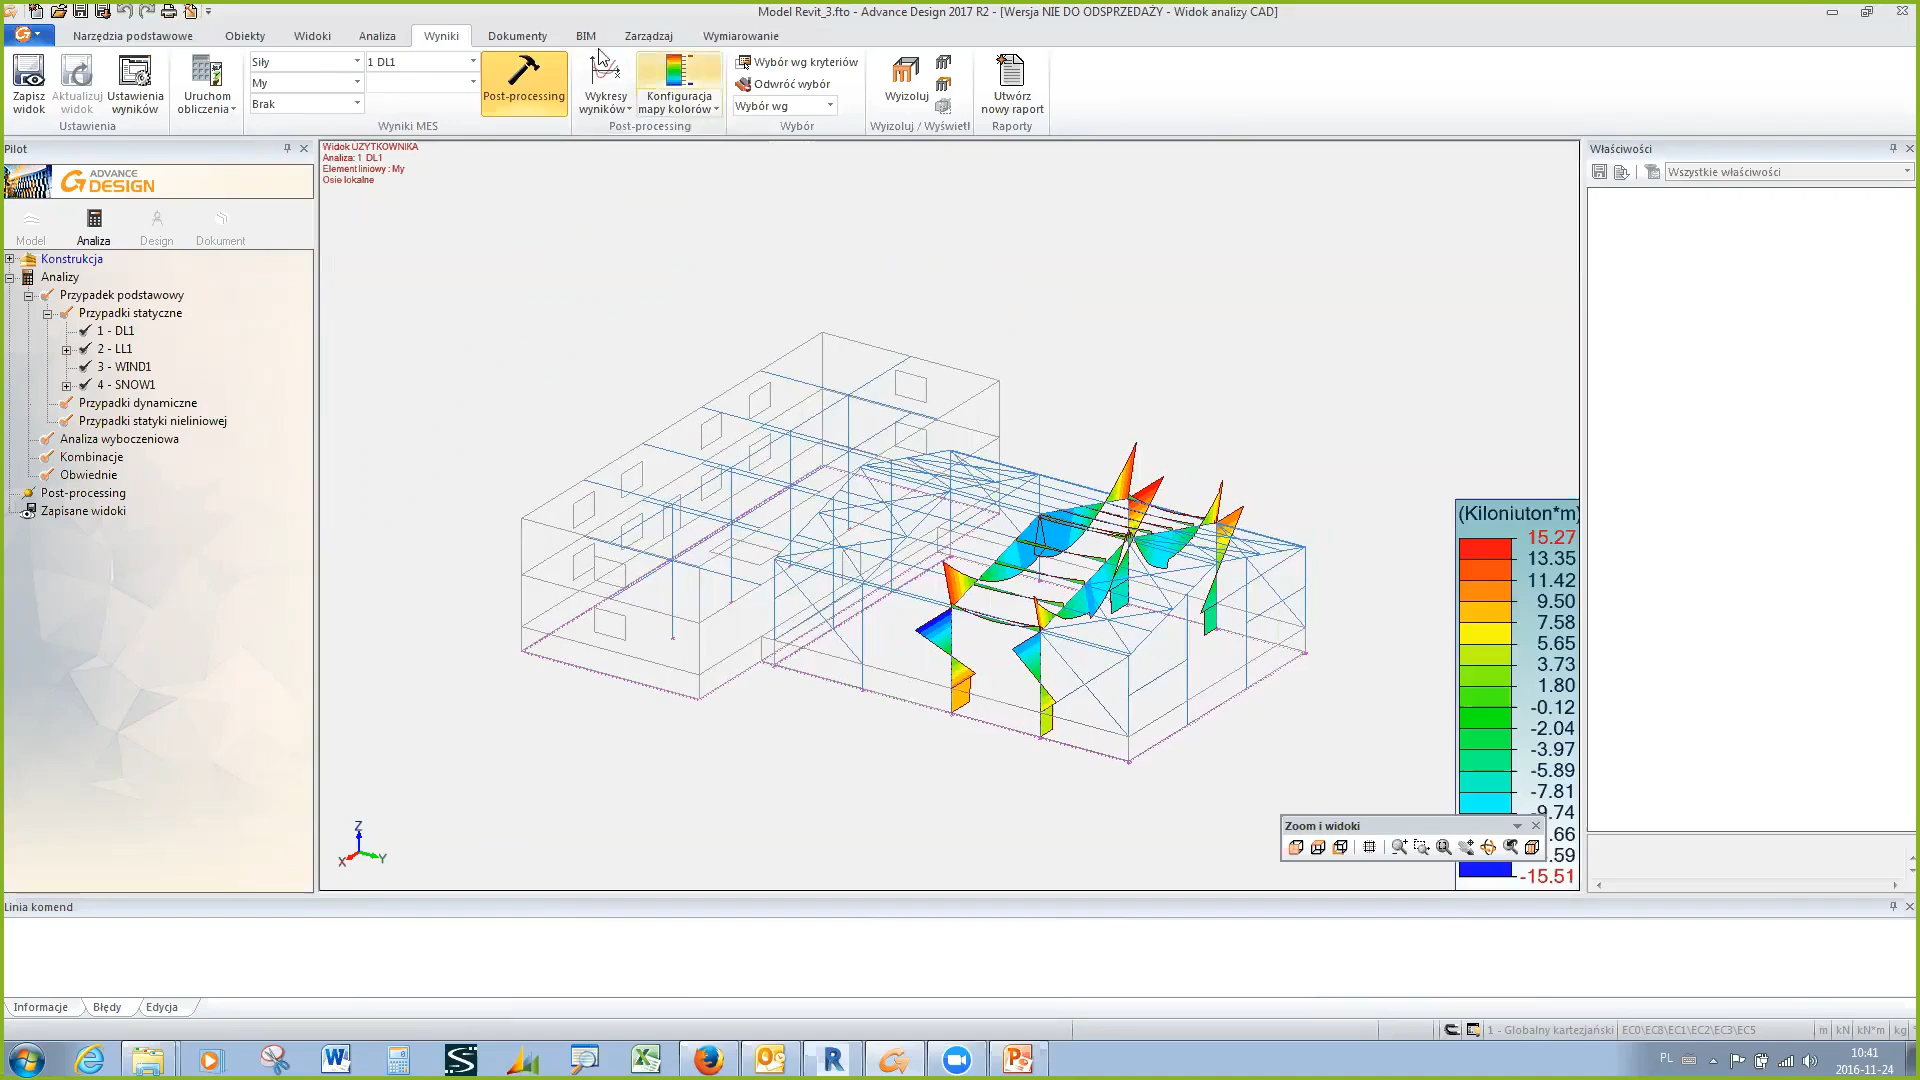 Model Revit_3.fto - Advance Design 2017 R2 - [Wersja NIE DO ODSPRZEDAŻY - Widok analizy CAD]
Narzędzia podstawowe
Obiekty
Widoki
Analiza
Wyniki
Dokumenty
BIM
Zarządzaj
Wymiarowanie
Zapisz widok
Aktualizuj widok
Ustawienia wyników
Ustawienia
Uruchom obliczenia
Siły
1 DL1
My
Brak
Wyniki MES
Post-processing
Wykresy wyników
Konfiguracja mapy kolorów
Post-processing
Wybór wg kryteriów
Odwróć wybór
Wybór wg
Wybór
Wyizoluj
Wyizoluj / Wyświetl
Utwórz nowy raport
Raporty
Pilot
ADVANCE DESIGN
Model
Analiza
Design
Dokument
Konstrukcja
Analizy
Przypadek podstawowy
Przypadki statyczne
1 - DL1
2 - LL1
3 - WIND1
4 - SNOW1
Przypadki dynamiczne
Przypadki statyki nieliniowej
Analiza wyboczeniowa
Kombinacje
Obwiednie
Post-processing
Zapisane widoki
Widok UŻYTKOWNIKA
Analiza: 1 DL1
Element liniowy : My
Osie lokalne
Z
X
Y
(Kiloniuton*m)
15.27
13.35
11.42
9.50
7.58
5.65
3.73
1.80
-0.12
-2.04
-3.97
-5.89
-7.81
-9.74
.66
.59
-15.51
Zoom i widoki
Właściwości
Wszystkie właściwości
Linia komend
Informacje
Błędy
Edycja
1 - Globalny kartezjański
EC0/EC8/EC1/EC2/EC3/EC5
m
kN
kN*m
kg
PL
10:41
2016-11-24